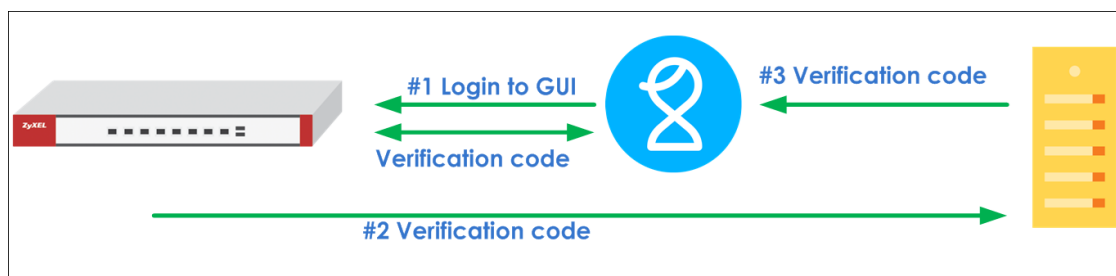 #3 Verification code
#1 Login to GUI
ZyXEL
Verification code
#2 Verification code